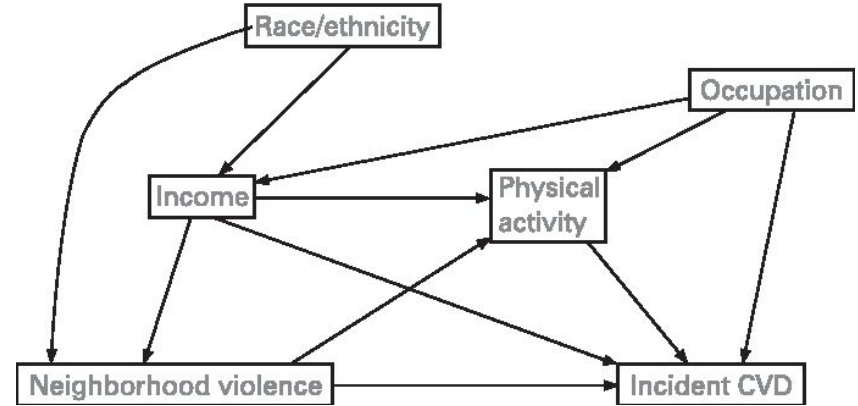 Race/ethnicity
Occupation
Income
Physical
activity
Neighborhood violence
Incident CVD